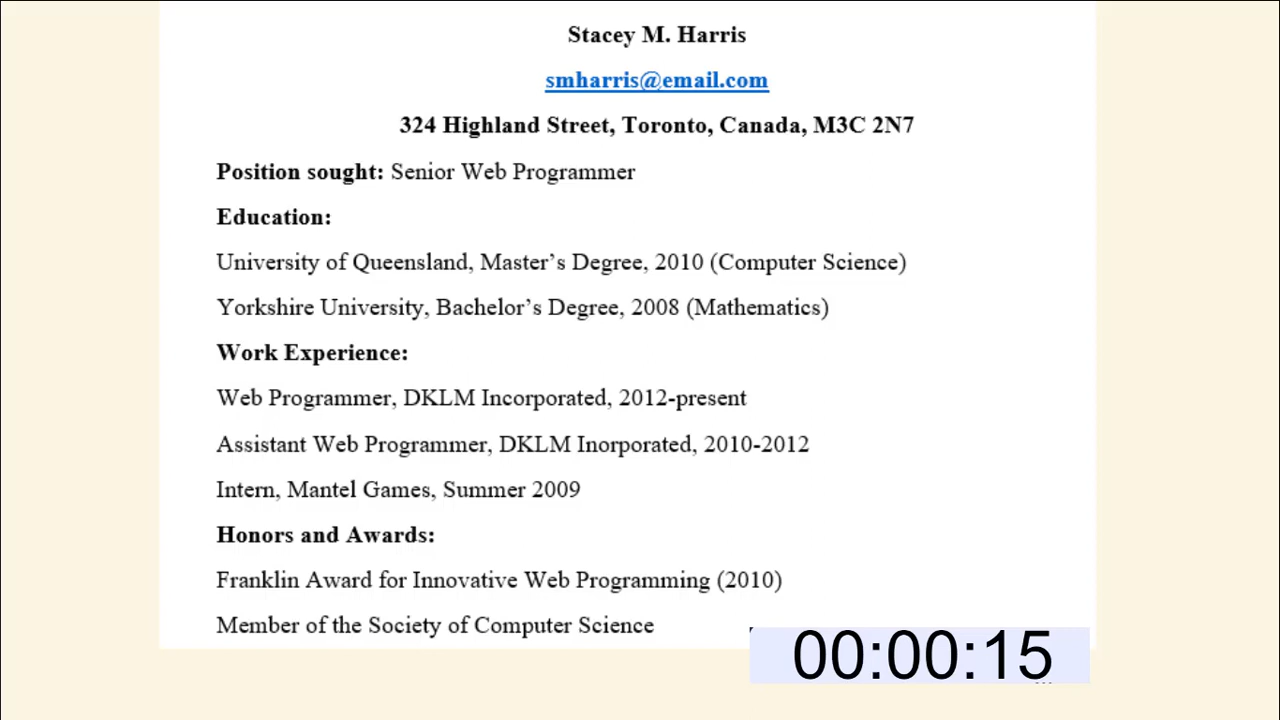 Stacey M. Harris
smharris@email.com
324 Highland Street, Toronto, Canada, M3C 2N7
Position sought: Senior Web Programmer
Education:
University of Queensland, Master’s Degree, 2010 (Computer Science)
Yorkshire University, Bachelor’s Degree, 2008 (Mathematics)
Work Experience:
Web Programmer, DKLM Incorporated, 2012-present
Assistant Web Programmer, DKLM Inorporated, 2010-2012
Intern, Mantel Games, Summer 2009
Honors and Awards:
Franklin Award for Innovative Web Programming (2010)
Member of the Society of Computer Science
00:00:15